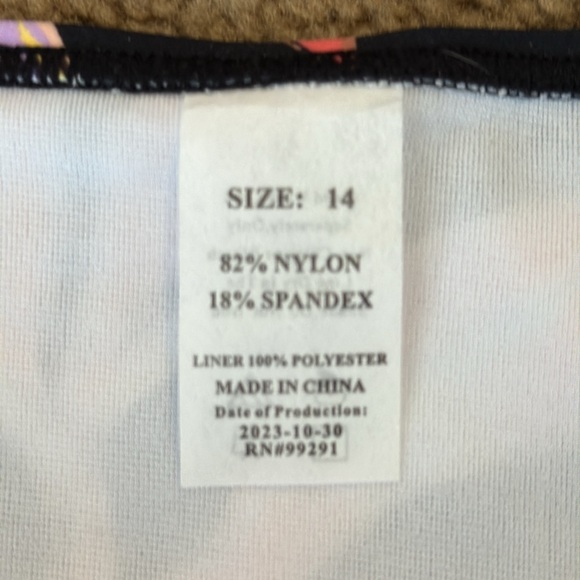 SIZE: 14
82% NYLON
18% SPANDEX
LINER 100% POLYESTER
MADE IN CHINA
Date of Production:
2023-10-30
RN#99291